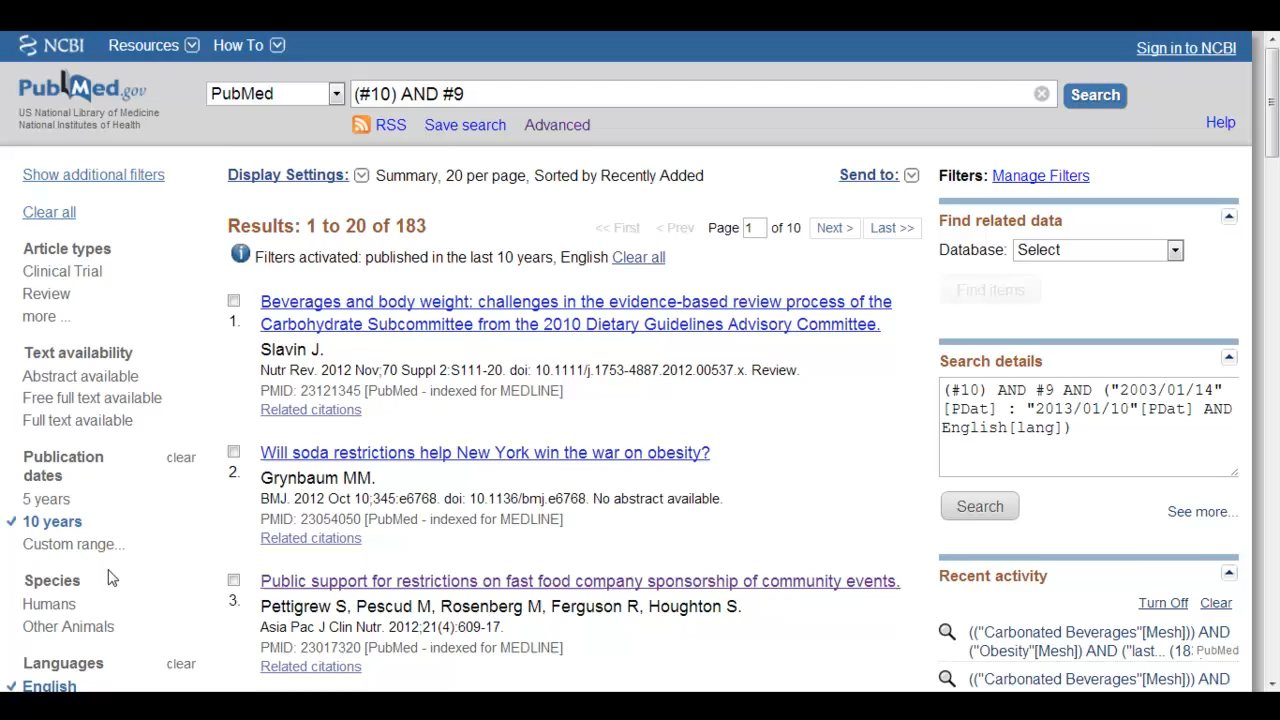 NCBI Resources How To Sign in to NCBI
PubMed.gov
US National Library of Medicine
National Institutes of Health
PubMed (#10) AND #9 Search
RSS Save search Advanced Help
Show additional filters
Clear all
Article types
Clinical Trial
Review
more ...
Text availability
Abstract available
Free full text available
Full text available
Publication dates clear
5 years
10 years
Custom range...
Species
Humans
Other Animals
Languages clear
English
Display Settings: Summary, 20 per page, Sorted by Recently Added Send to:
Results: 1 to 20 of 183 << First < Prev Page 1 of 10 Next > Last >>
Filters activated: published in the last 10 years, English Clear all
1. Beverages and body weight: challenges in the evidence-based review process of the
Carbohydrate Subcommittee from the 2010 Dietary Guidelines Advisory Committee.
Slavin J.
Nutr Rev. 2012 Nov;70 Suppl 2:S111-20. doi: 10.1111/j.1753-4887.2012.00537.x. Review.
PMID: 23121345 [PubMed - indexed for MEDLINE]
Related citations
2. Will soda restrictions help New York win the war on obesity?
Grynbaum MM.
BMJ. 2012 Oct 10;345:e6768. doi: 10.1136/bmj.e6768. No abstract available.
PMID: 23054050 [PubMed - indexed for MEDLINE]
Related citations
3. Public support for restrictions on fast food company sponsorship of community events.
Pettigrew S, Pescud M, Rosenberg M, Ferguson R, Houghton S.
Asia Pac J Clin Nutr. 2012;21(4):609-17.
PMID: 23017320 [PubMed - indexed for MEDLINE]
Related citations
Filters: Manage Filters
Find related data
Database: Select
Find items
Search details
(#10) AND #9 AND ("2003/01/14"
[PDat] : "2013/01/10"[PDat] AND
English[lang])
Search See more...
Recent activity
Turn Off Clear
(("Carbonated Beverages"[Mesh])) AND
("Obesity"[Mesh]) AND ("last... (18: PubMed
(("Carbonated Beverages"[Mesh])) AND